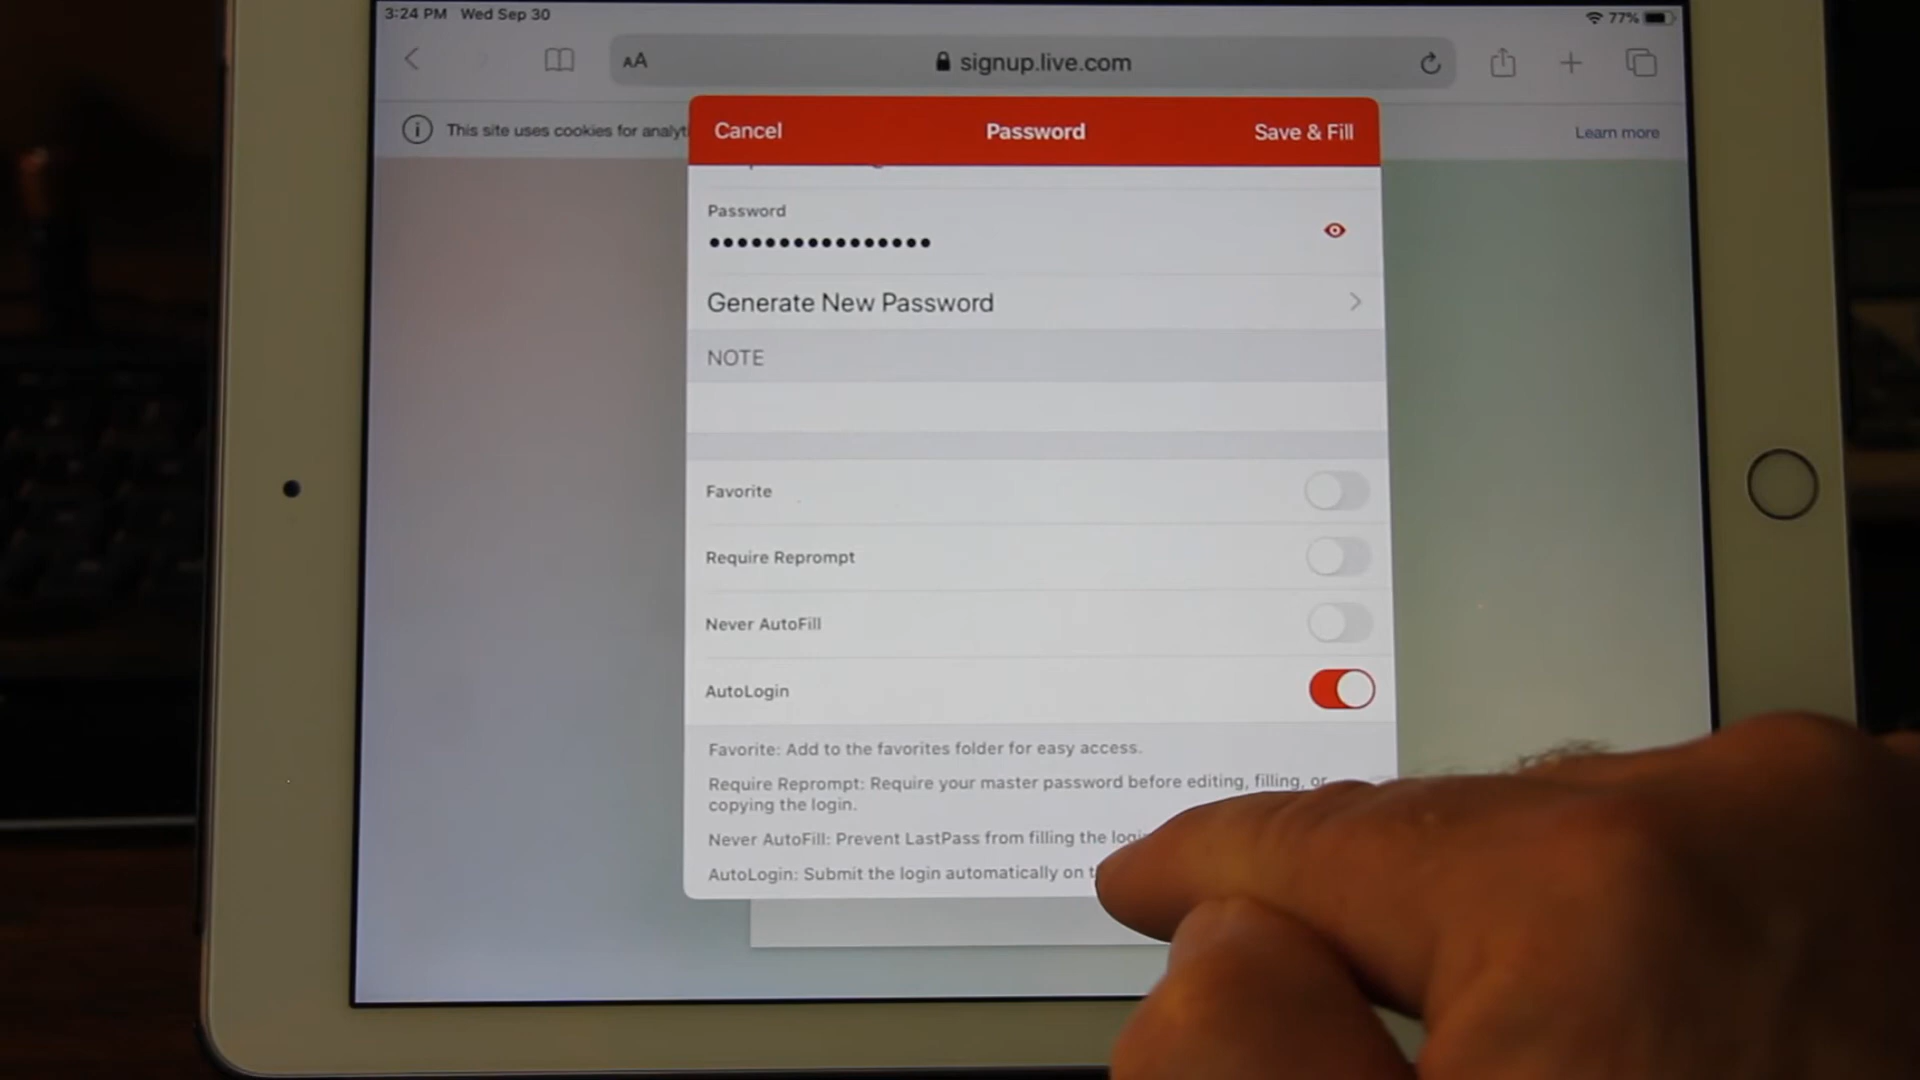 3:24 PM Wed Sep 30
77%
AA
signup.live.com
This site uses cookies for
Learn more
Cancel
Password
Save & Fill
Password
Generate New Password
NOTE
Favorite
Require Reprompt
Never AutoFill
AutoLogin
Favorite: Add to the favorites folder for easy access.
Require Reprompt: Require your master password before editing, filling, or
copying the login.
Never AutoFill: Prevent LastPass from filling the
AutoLogin: Submit the login automatically on